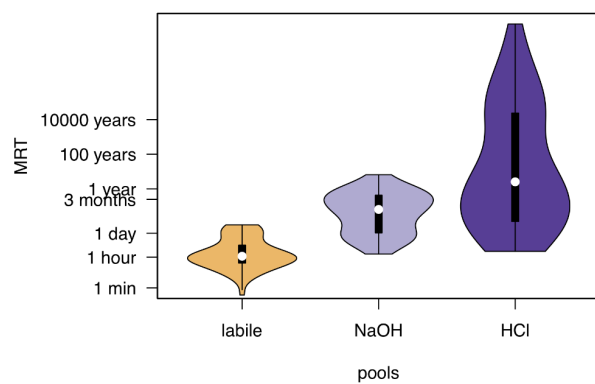 MRT
10000 years
100 years
1 year
3 months
1 day
1 hour
1 min
labile NaOH HCl
pools